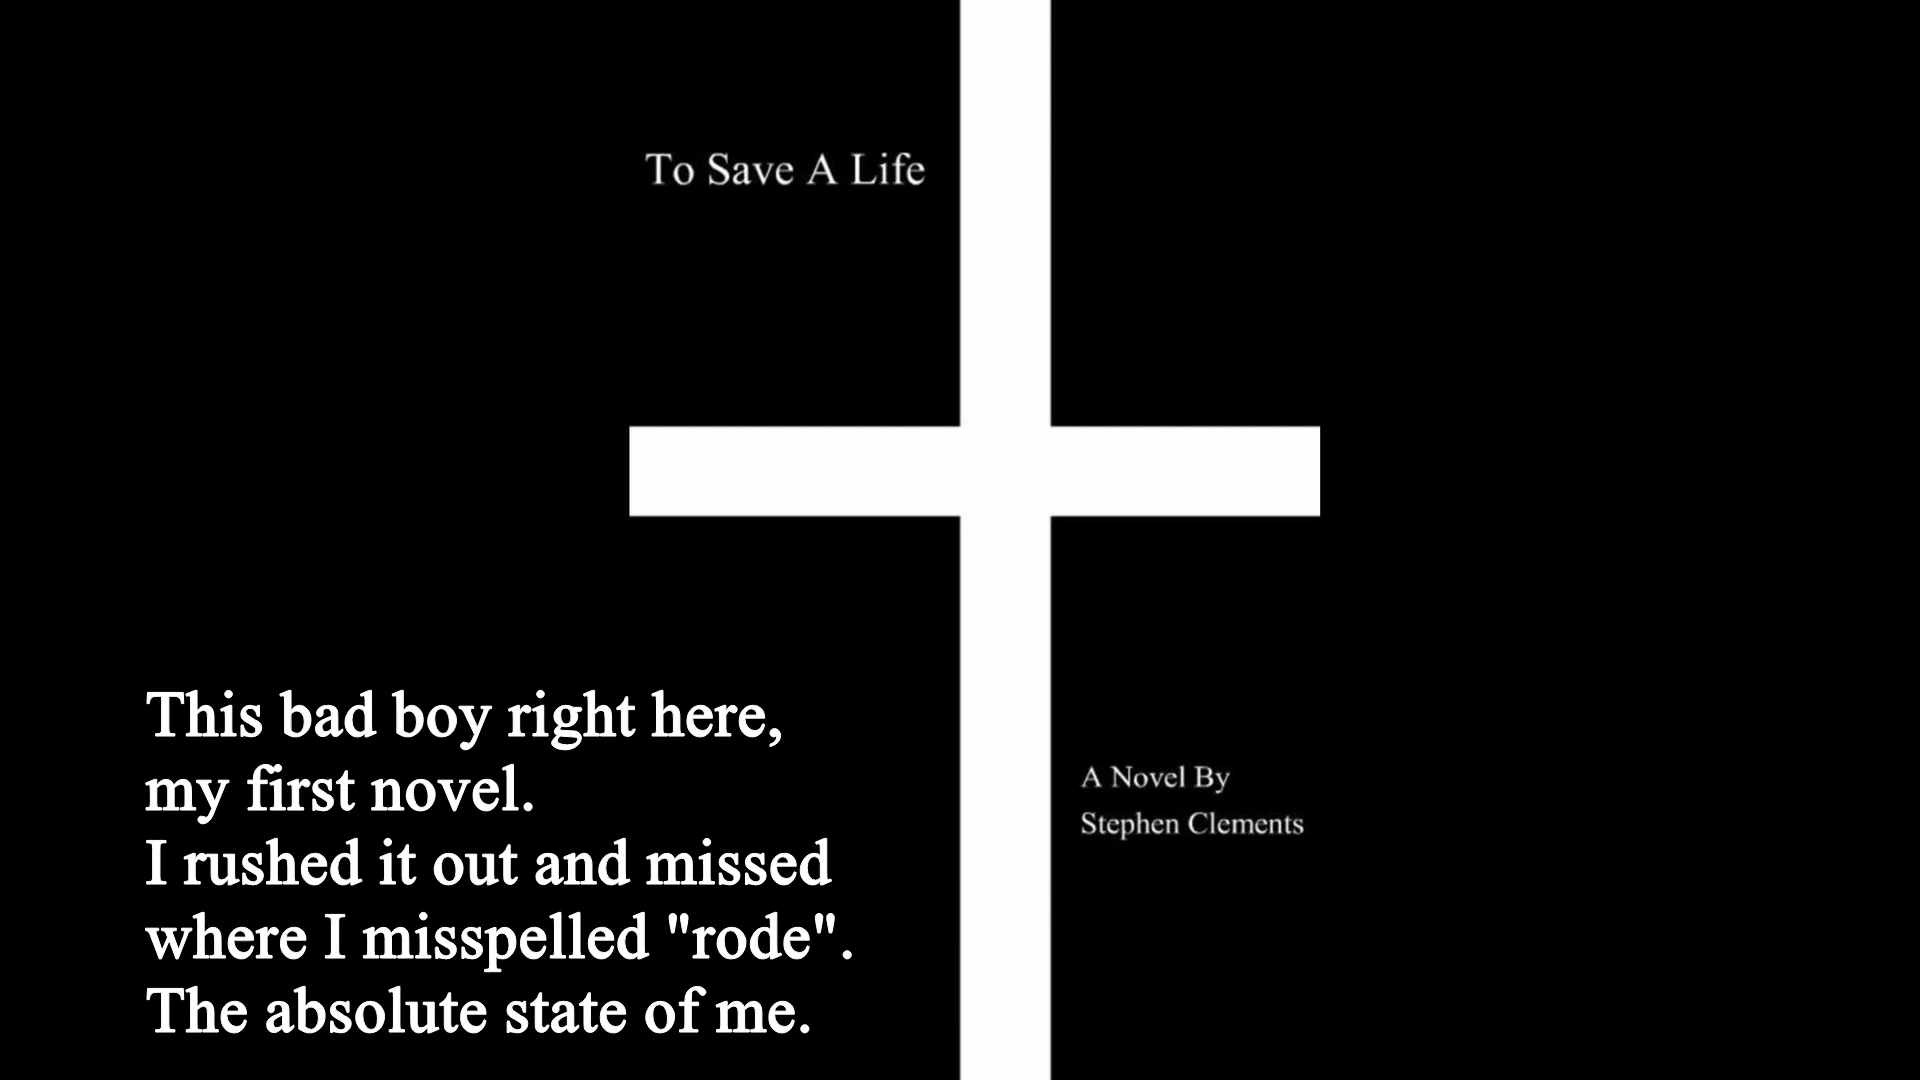 To Save A Life
This bad boy right here,
my first novel.
I rushed it out and missed
where I misspelled "rode".
The absolute state of me.
A Novel By
Stephen Clements